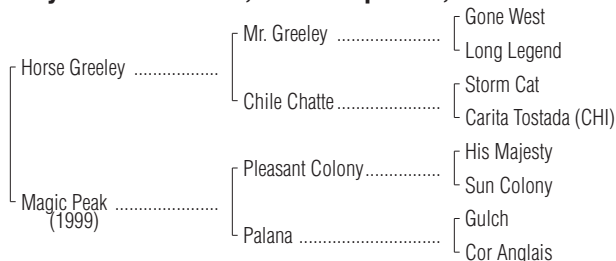 Gone West
Mr. Greeley ..................
Long Legend
Horse Greeley ...................
Storm Cat
Chile Chatte ..................
Carita Tostada (CHI)
His Majesty
Pleasant Colony .................
Sun Colony
Magic Peak ...................
(1999)
Gulch
Palana .........................
Cor Anglais